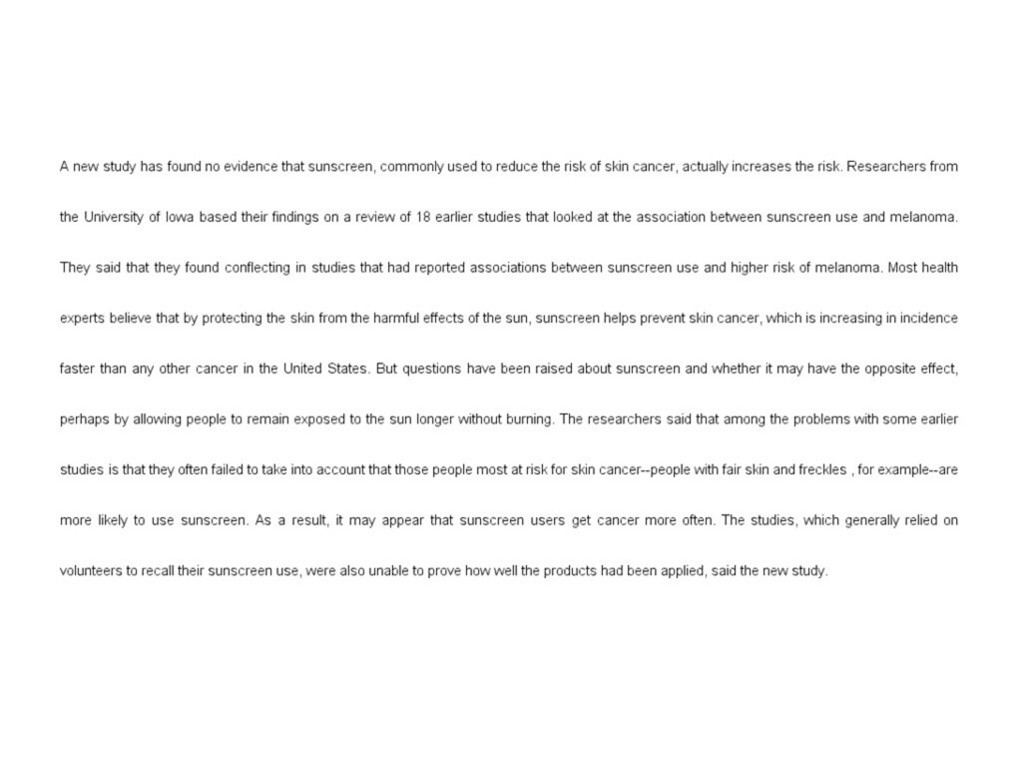 A new study has found no evidence that sunscreen, commonly used to reduce the risk of skin cancer, actually increases the risk. Researchers from
the University of Iowa based their findings on a review of 18 earlier studies that looked at the association between sunscreen use and melanoma.
They said that they found conflecting in studies that had reported associations between sunscreen use and higher risk of melanoma. Most health
experts believe that by protecting the skin from the harmful effects of the sun, sunscreen helps prevent skin cancer, which is increasing in incidence
faster than any other cancer in the United States. But questions have been raised about sunscreen and whether it may have the opposite effect,
perhaps by allowing people to remain exposed to the sun longer without burning. The researchers said that among the problems with some earlier
studies is that they often failed to take into account that those people most at risk for skin cancer--people with fair skin and freckles , for example--are
more likely to use sunscreen. As a result, it may appear that sunscreen users get cancer more often. The studies, which generally relied on
volunteers to recall their sunscreen use, were also unable to prove how well the products had been applied, said the new study.